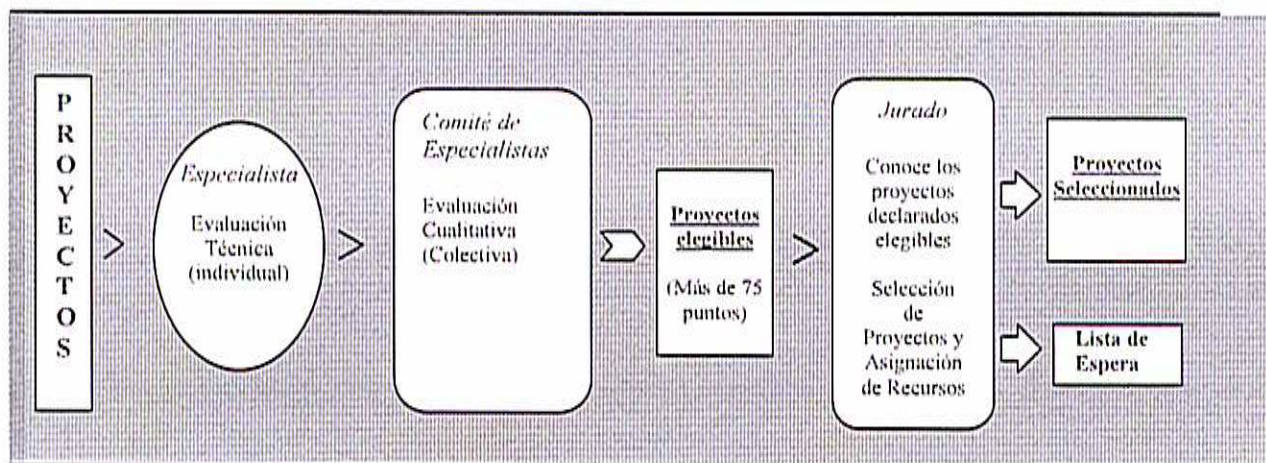 PROYECTOS
Especialista
Evaluación
Técnica
(individual)
Comité de
Especialistas
Evaluación
Cualitativa
(Colectiva)
Proyectos
elegibles
(Más de 75
puntos)
Jurado
Conoce los
proyectos
declarados
elegibles
Selección
de
Proyectos y
Asignación
de Recursos
Proyectos
Seleccionados
Lista de
Espera